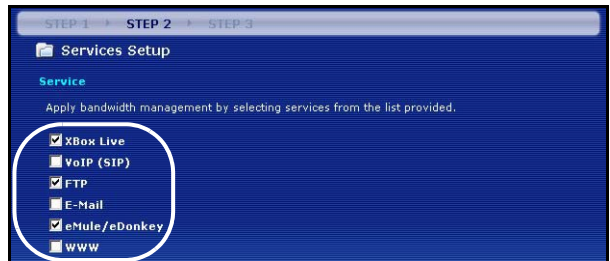 STEP 1 STEP 2 STEP 3
Services Setup
Service
Apply bandwidth management by selecting services from the list provided.
XBox Live
VoIP (SIP)
FTP
E-Mail
eMule/eDonkey
WWW